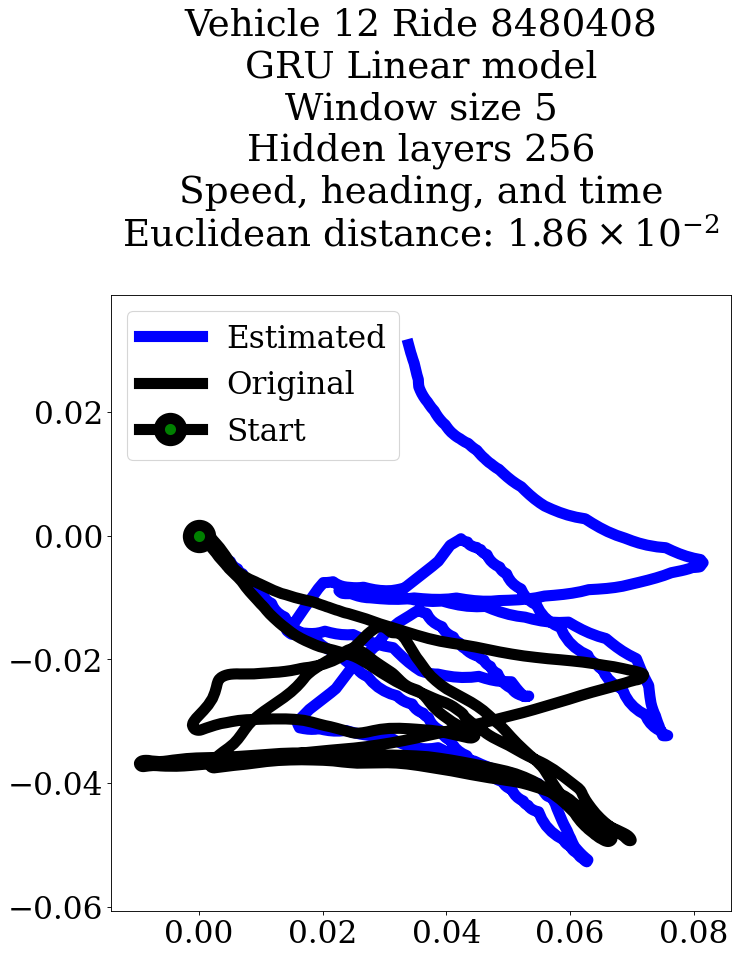 Vehicle 12 Ride 8480408
GRU Linear model
Window size 5
Hidden layers 256
Speed, heading, and time
Euclidean distance: 1.86 × 10⁻²
Estimated
Original
Start
0.02
0.00
−0.02
−0.04
−0.06
0.00 0.02 0.04 0.06 0.08